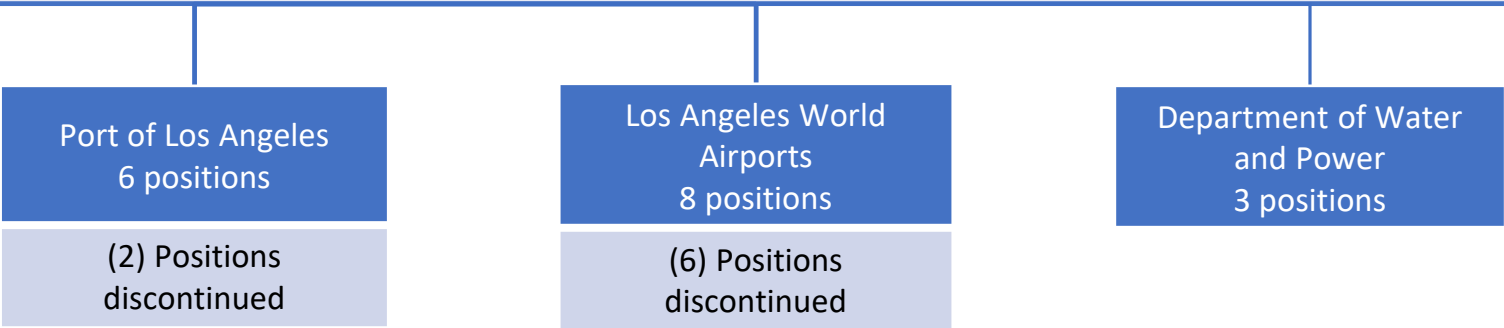 Port of Los Angeles
6 positions
(2) Positions
discontinued
Los Angeles World
Airports
8 positions
(6) Positions
discontinued
Department of Water
and Power
3 positions